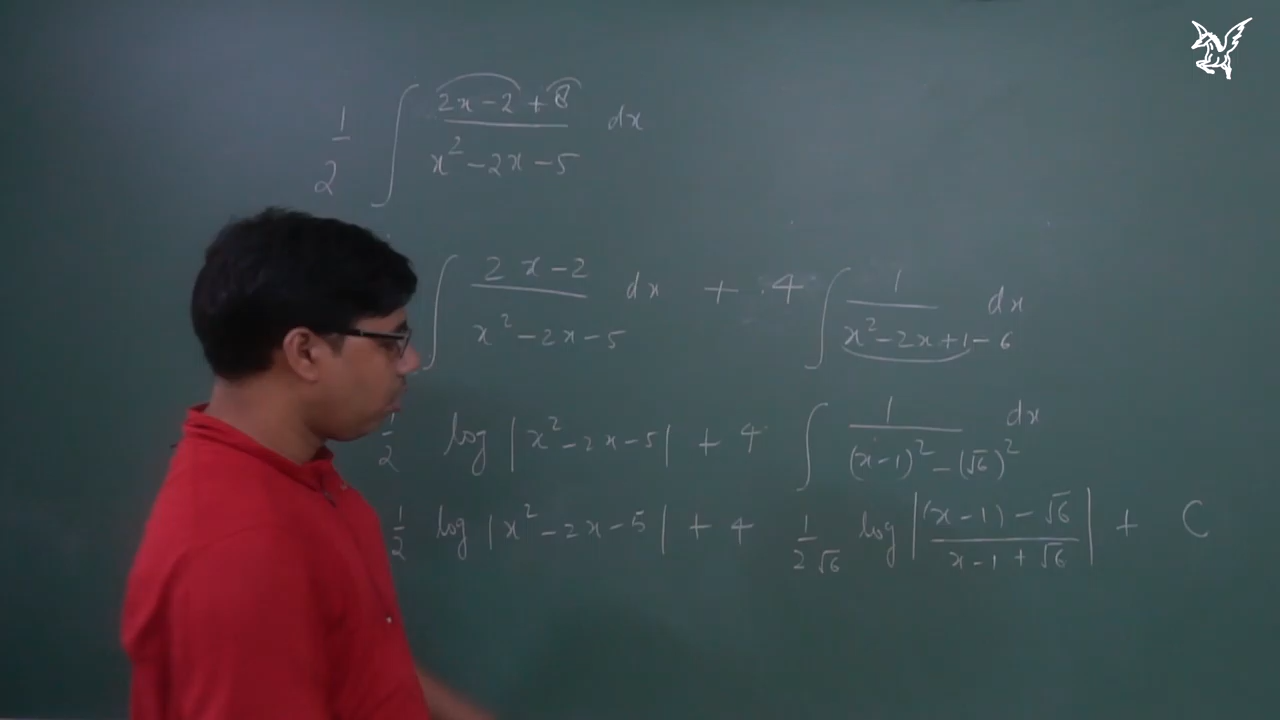 1/2 ∫ (2x-2+8)/(x²-2x-5) dx
∫ (2x-2)/(x²-2x-5) dx + 4 ∫ 1/(x²-2x+1-6) dx
1/2 log |x²-2x-5| + 4 ∫ 1/((x-1)²-(√6)²) dx
1/2 log |x²-2x-5| + 4 1/(2√6) log |((x-1)-√6)/(x-1+√6)| + C